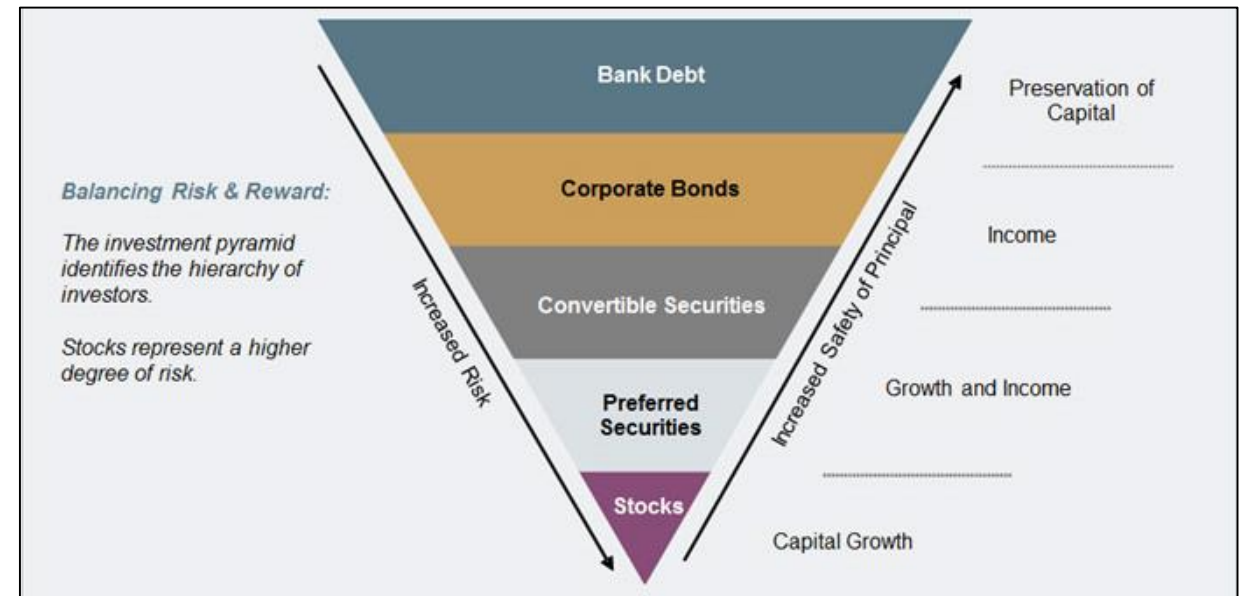 Bank Debt
Preservation of
Capital
Corporate Bonds
Balancing Risk & Reward:
The investment pyramid
identifies the hierarchy of
investors.
Stocks represent a higher
degree of risk.
Income
Convertible Securities
Increased Risk
Increased Safety of Principal
Preferred
Securities
Growth and Income
Stocks
Capital Growth